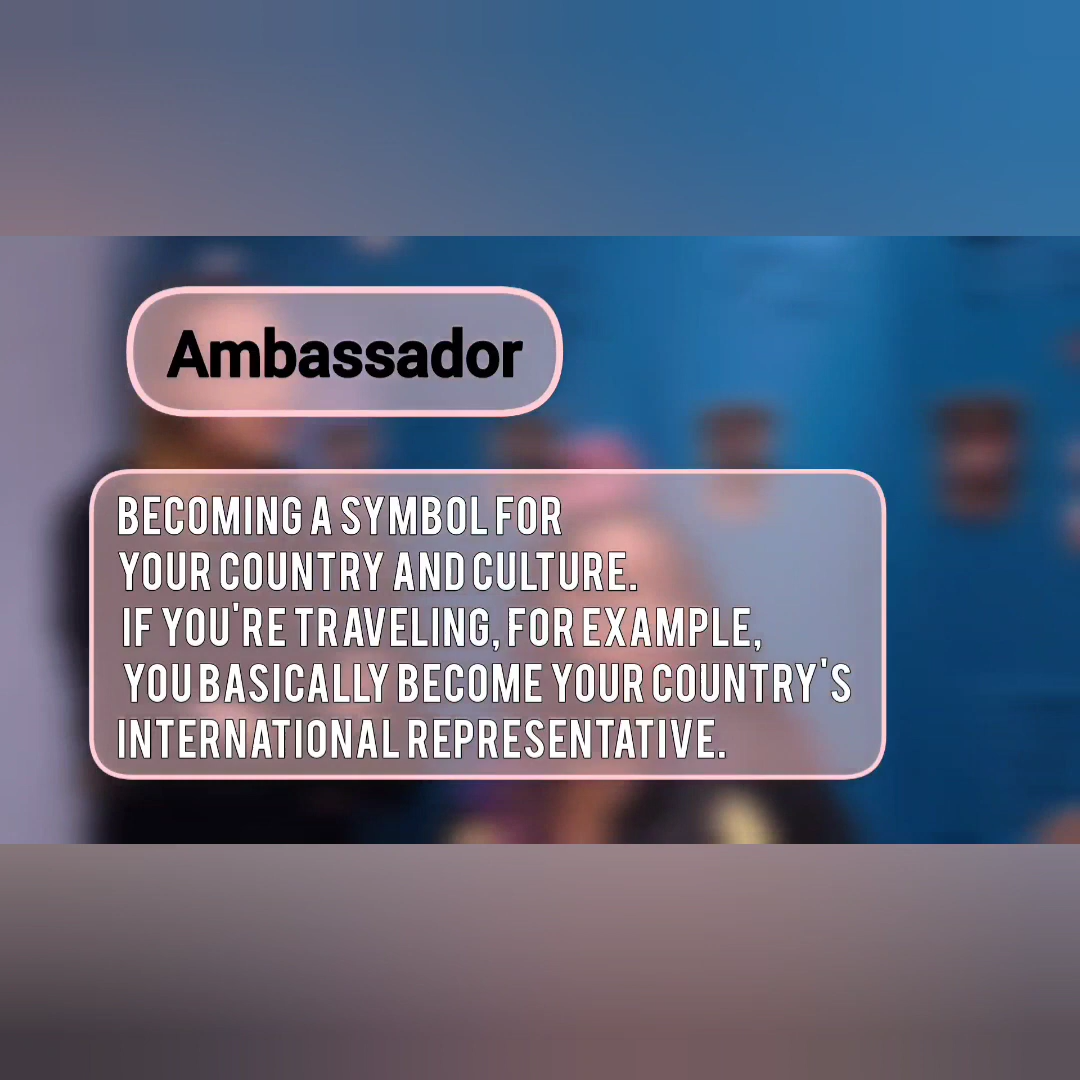 Ambassador
BECOMING A SYMBOL FOR
YOUR COUNTRY AND CULTURE.
IF YOU'RE TRAVELING, FOR EXAMPLE,
YOU BASICALLY BECOME YOUR COUNTRY'S
INTERNATIONAL REPRESENTATIVE.